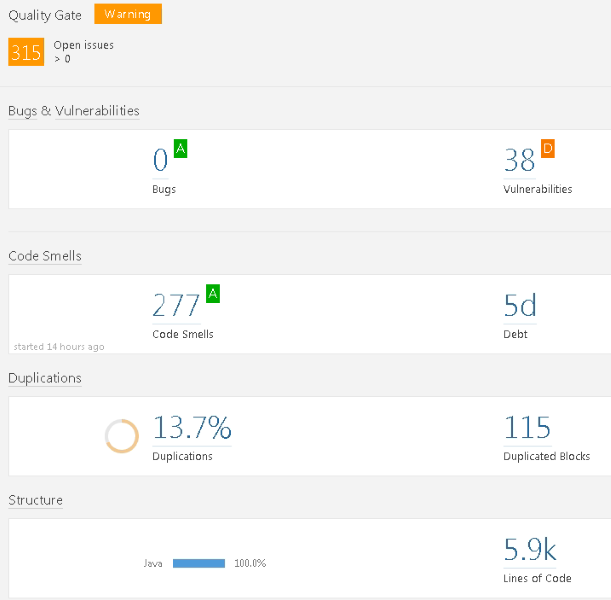 Quality Gate Warning
315 Open issues
> 0
Bugs & Vulnerabilities
0 A 38 D
Bugs Vulnerabilities
Code Smells
277 A 5d
Code Smells Debt
started 14 hours ago
Duplications
13.7% 115
Duplications Duplicated Blocks
Structure
Java 100.0% 5.9k
Lines of Code